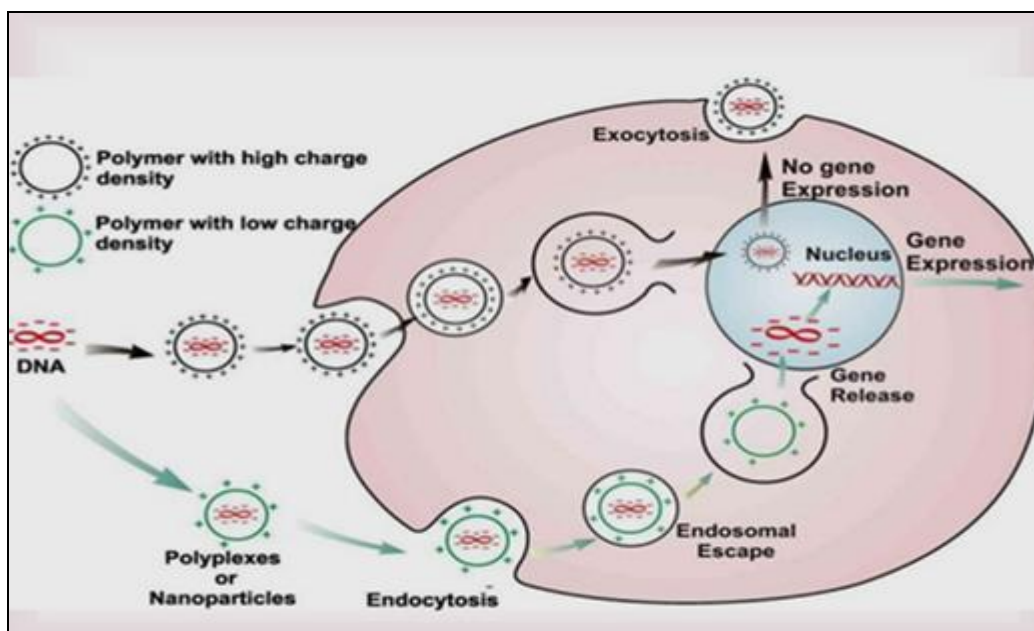 Polymer with high charge
density
Polymer with low charge
density
DNA
Polyplexes
or
Nanoparticles
Endocytosis
Endosomal
Escape
Gene
Release
Nucleus
Gene
Expression
No gene
Expression
Exocytosis